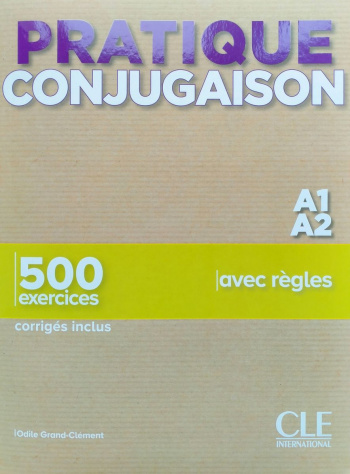 PRATIQUE
CONJUGAISON
A1
A2
500
exercices
avec règles
corrigés inclus
Odile Grand-Clément
CLE
INTERNATIONAL